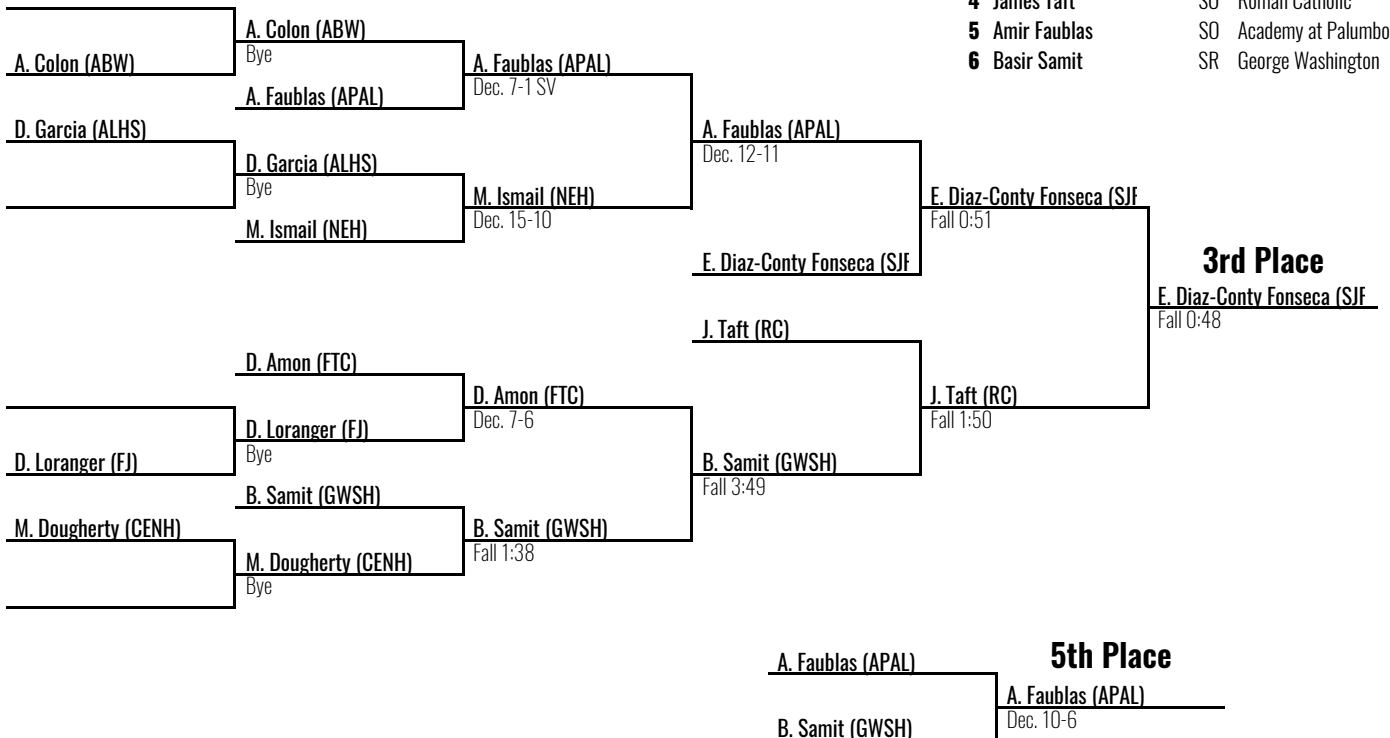 4 James Taft SO Roman Catholic
5 Amir Faublas SO Academy at Palumbo
6 Basir Samit SR George Washington
A. Colon (ABW)
A. Colon (ABW)
Bye
A. Faublas (APAL)
A. Faublas (APAL)
Dec. 7-1 SV
D. Garcia (ALHS)
D. Garcia (ALHS)
Bye
M. Ismail (NEH)
M. Ismail (NEH)
Dec. 15-10
A. Faublas (APAL)
Dec. 12-11
E. Diaz-Conty Fonseca (SJF
E. Diaz-Conty Fonseca (SJF
Fall 0:51
3rd Place
E. Diaz-Conty Fonseca (SJF
Fall 0:48
J. Taft (RC)
J. Taft (RC)
Fall 1:50
D. Amon (FTC)
D. Amon (FTC)
Dec. 7-6
D. Loranger (FJ)
D. Loranger (FJ)
Bye
B. Samit (GWSH)
Fall 3:49
B. Samit (GWSH)
B. Samit (GWSH)
Fall 1:38
M. Dougherty (CENH)
M. Dougherty (CENH)
Bye
5th Place
A. Faublas (APAL)
A. Faublas (APAL)
Dec. 10-6
B. Samit (GWSH)